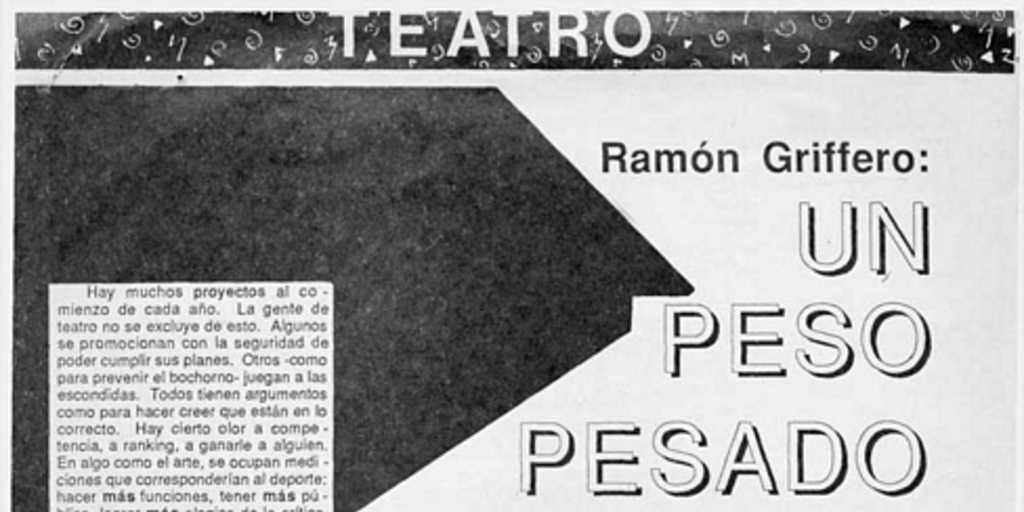 TEATRO
Ramón Griffero:
UN
PESO
PESADO
Hay muchos proyectos al co-
mienzo de cada año. La gente de
teatro no se excluye de esto. Algunos
se promocionan con la seguridad de
poder cumplir sus planes. Otros -como
para prevenir el bochorno- juegan a las
escondidas. Todos tienen argumentos
como para hacer creer que están en lo
correcto. Hay cierto olor a compe-
tencia, a ranking, a ganarle a alguien.
En algo como el arte, se ocupan medi-
ciones que corresponderían al deporte:
hacer más funciones, tener más pú-